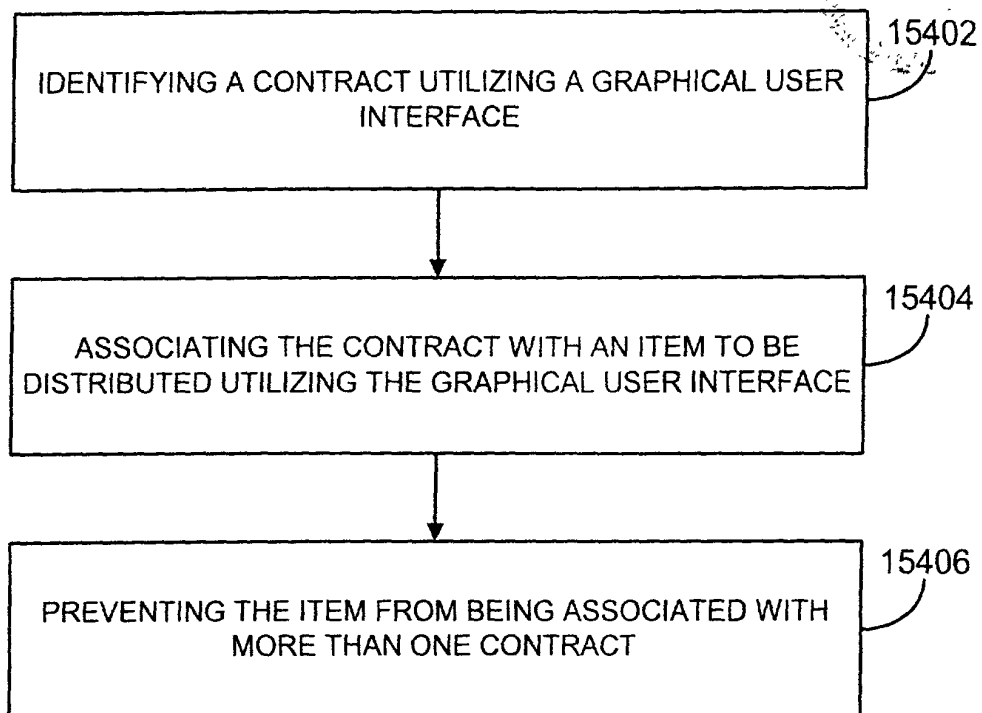 15402
IDENTIFYING A CONTRACT UTILIZING A GRAPHICAL USER
INTERFACE
15404
ASSOCIATING THE CONTRACT WITH AN ITEM TO BE
DISTRIBUTED UTILIZING THE GRAPHICAL USER INTERFACE
15406
PREVENTING THE ITEM FROM BEING ASSOCIATED WITH
MORE THAN ONE CONTRACT